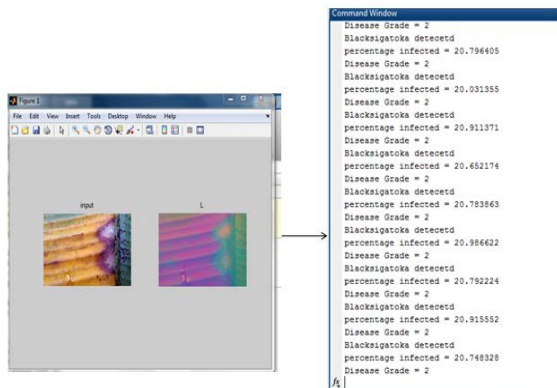 Figure 1
File Edit View Insert Tools Desktop Window Help
input
L
Command Window
Disease Grade = 2
Blacksigatoka detecetd
percentage infected = 20.796405
Disease Grade = 2
Blacksigatoka detecetd
percentage infected = 20.031355
Disease Grade = 2
Blacksigatoka detecetd
percentage infected = 20.911371
Disease Grade = 2
Blacksigatoka detecetd
percentage infected = 20.652174
Disease Grade = 2
Blacksigatoka detecetd
percentage infected = 20.783863
Disease Grade = 2
Blacksigatoka detecetd
percentage infected = 20.986622
Disease Grade = 2
Blacksigatoka detecetd
percentage infected = 20.792224
Disease Grade = 2
Blacksigatoka detecetd
percentage infected = 20.915552
Disease Grade = 2
Blacksigatoka detecetd
percentage infected = 20.748328
Disease Grade = 2
fx